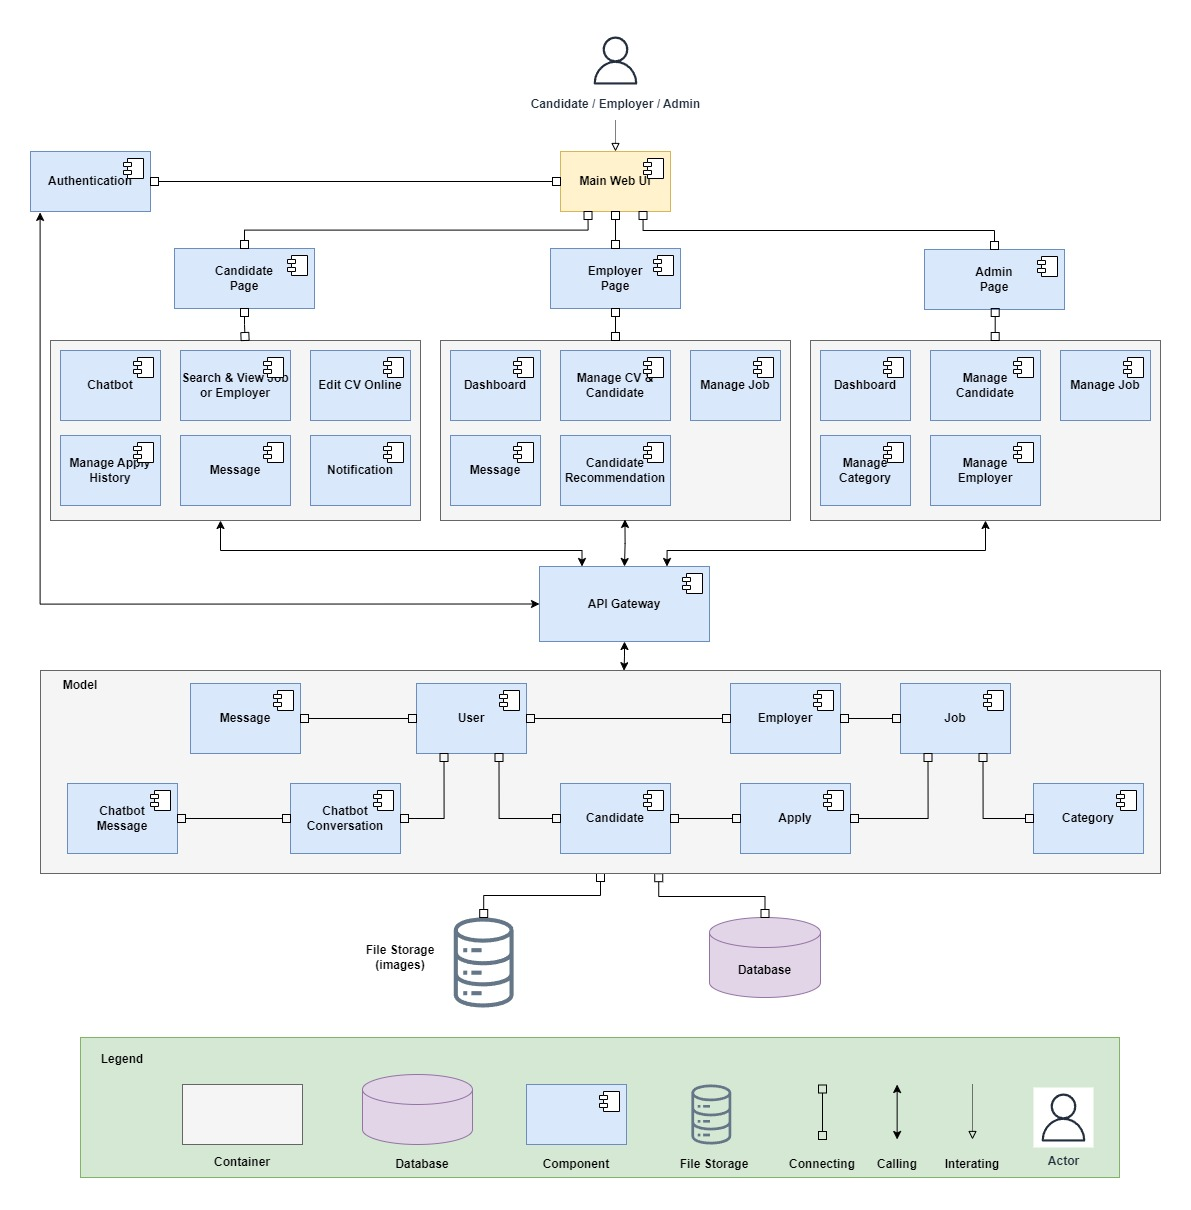 Candidate / Employer / Admin
Authentication
Main Web UI
Candidate
Page
Employer
Page
Admin
Page
Chatbot
Search & View Job
or Employer
Edit CV Online
Manage Apply
History
Message
Notification
Dashboard
Manage CV &
Candidate
Manage Job
Message
Candidate
Recommendation
Dashboard
Manage
Candidate
Manage Job
Manage
Category
Manage
Employer
API Gateway
Model
Message
User
Employer
Job
Chatbot
Message
Chatbot
Conversation
Candidate
Apply
Category
File Storage
(images)
Database
Legend
Container
Database
Component
File Storage
Connecting
Calling
Interating
Actor